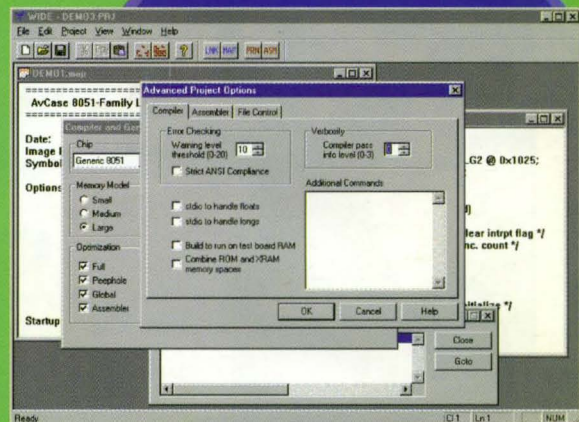 WIDE - DEMO3.PRJ
File Edit Project View Window Help
LNK MAP PRN ASM
DEMO1.map
AvCase 8051-Family L
Date:
Image
Symbol
Options
Startup
Compiler and Gen
Chip
Generic 8051
Memory Model
Small
Medium
Large
Optimization
Full
Peephole
Global
Assembler
Advanced Project Options
Compiler Assembler File Control
Error Checking
Warning level
threshold (0-20) 10
Strict ANSI Compliance
Verbosity
Compiler pass
info level (0-3)
stdio to handle floats
stdio to handle longs
Build to run on test board RAM
Combine ROM and XRAM
memory spaces
Additional Commands
OK Cancel Help
.G2 @ 0x1025;
lear intrpt flag */
nc. count */
Close
Goto
Ready
Ln 1 NUM